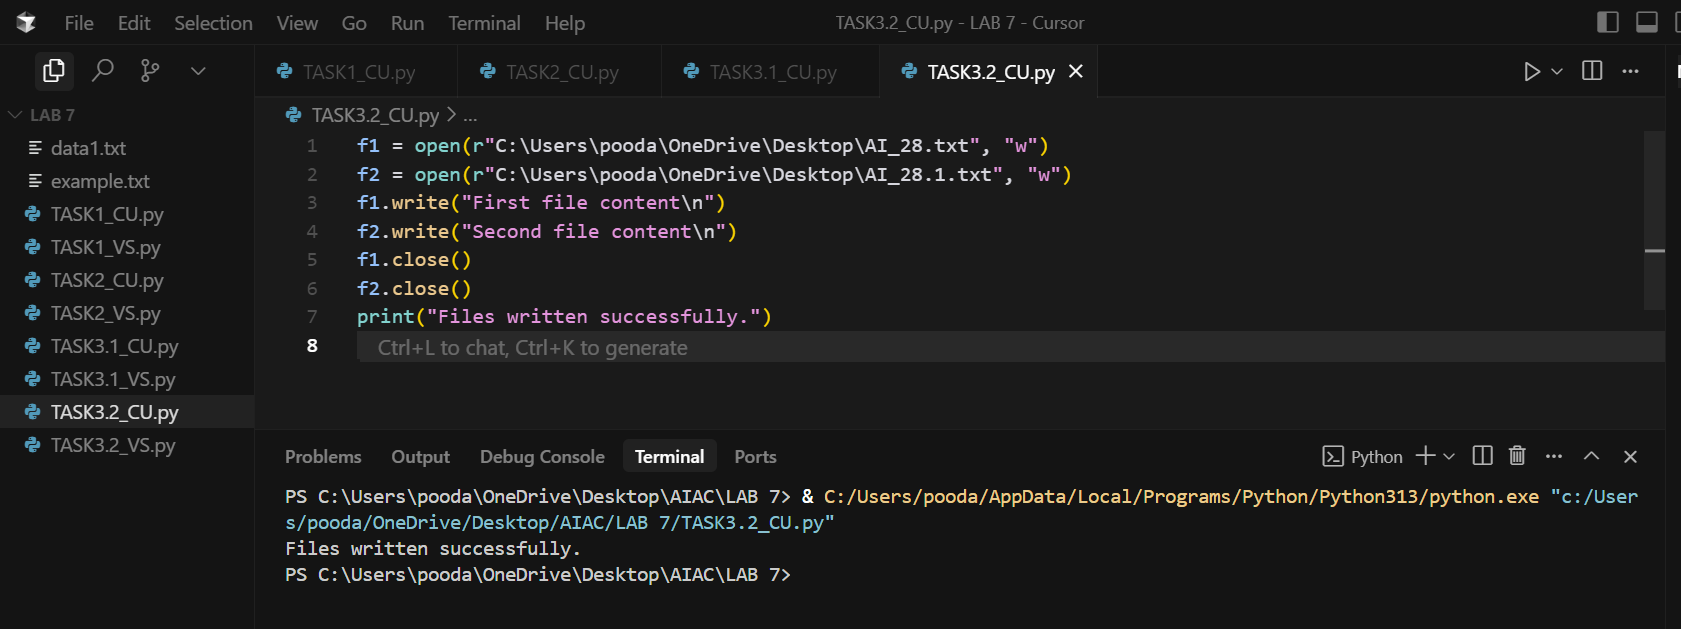 File Edit Selection View Go Run Terminal Help TASK3.2_CU.py - LAB 7 - Cursor
TASK1_CU.py TASK2_CU.py TASK3.1_CU.py TASK3.2_CU.py
LAB 7
data1.txt
example.txt
TASK1_CU.py
TASK1_VS.py
TASK2_CU.py
TASK2_VS.py
TASK3.1_CU.py
TASK3.1_VS.py
TASK3.2_CU.py
TASK3.2_VS.py
TASK3.2_CU.py > ...
1 f1 = open(r"C:\Users\pooda\OneDrive\Desktop\AI_28.txt", "w")
2 f2 = open(r"C:\Users\pooda\OneDrive\Desktop\AI_28.1.txt", "w")
3 f1.write("First file content\n")
4 f2.write("Second file content\n")
5 f1.close()
6 f2.close()
7 print("Files written successfully.")
8 Ctrl+L to chat, Ctrl+K to generate
Problems Output Debug Console Terminal Ports Python
PS C:\Users\pooda\OneDrive\Desktop\AIAC\LAB 7> & C:/Users/pooda/AppData/Local/Programs/Python/Python313/python.exe "c:/User
s/pooda/OneDrive/Desktop/AIAC/LAB 7/TASK3.2_CU.py"
Files written successfully.
PS C:\Users\pooda\OneDrive\Desktop\AIAC\LAB 7>